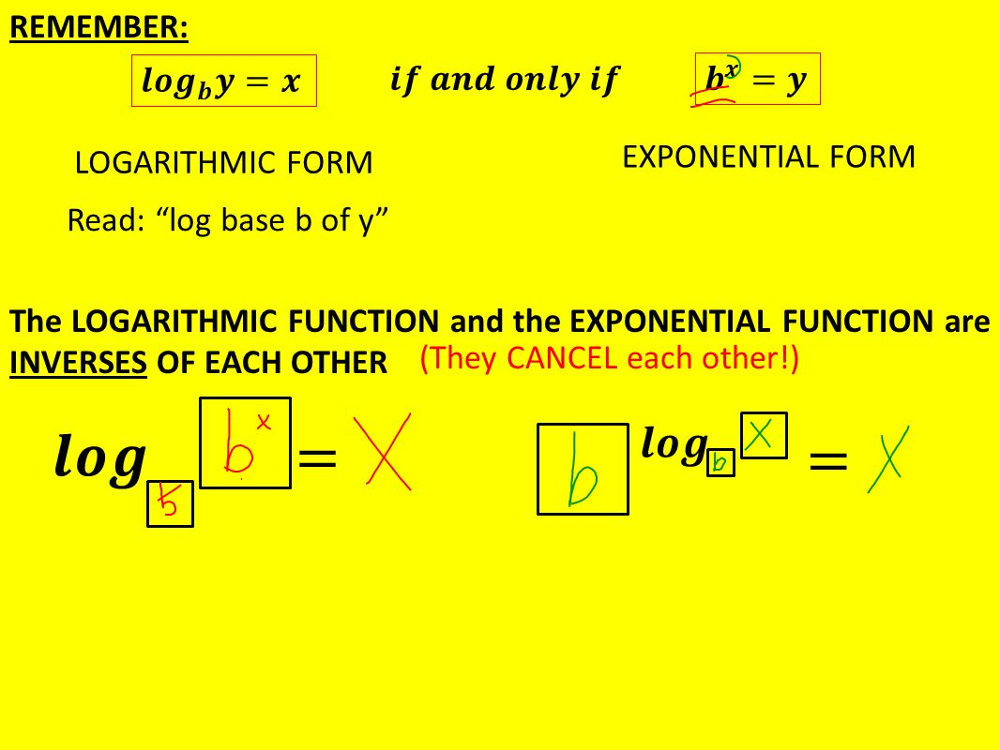 REMEMBER:
log_b y = x if and only if b^x = y
LOGARITHMIC FORM EXPONENTIAL FORM
Read: “log base b of y”
The LOGARITHMIC FUNCTION and the EXPONENTIAL FUNCTION are
INVERSES OF EACH OTHER (They CANCEL each other!)
log_b b^x = x
b^(log_b x) = x